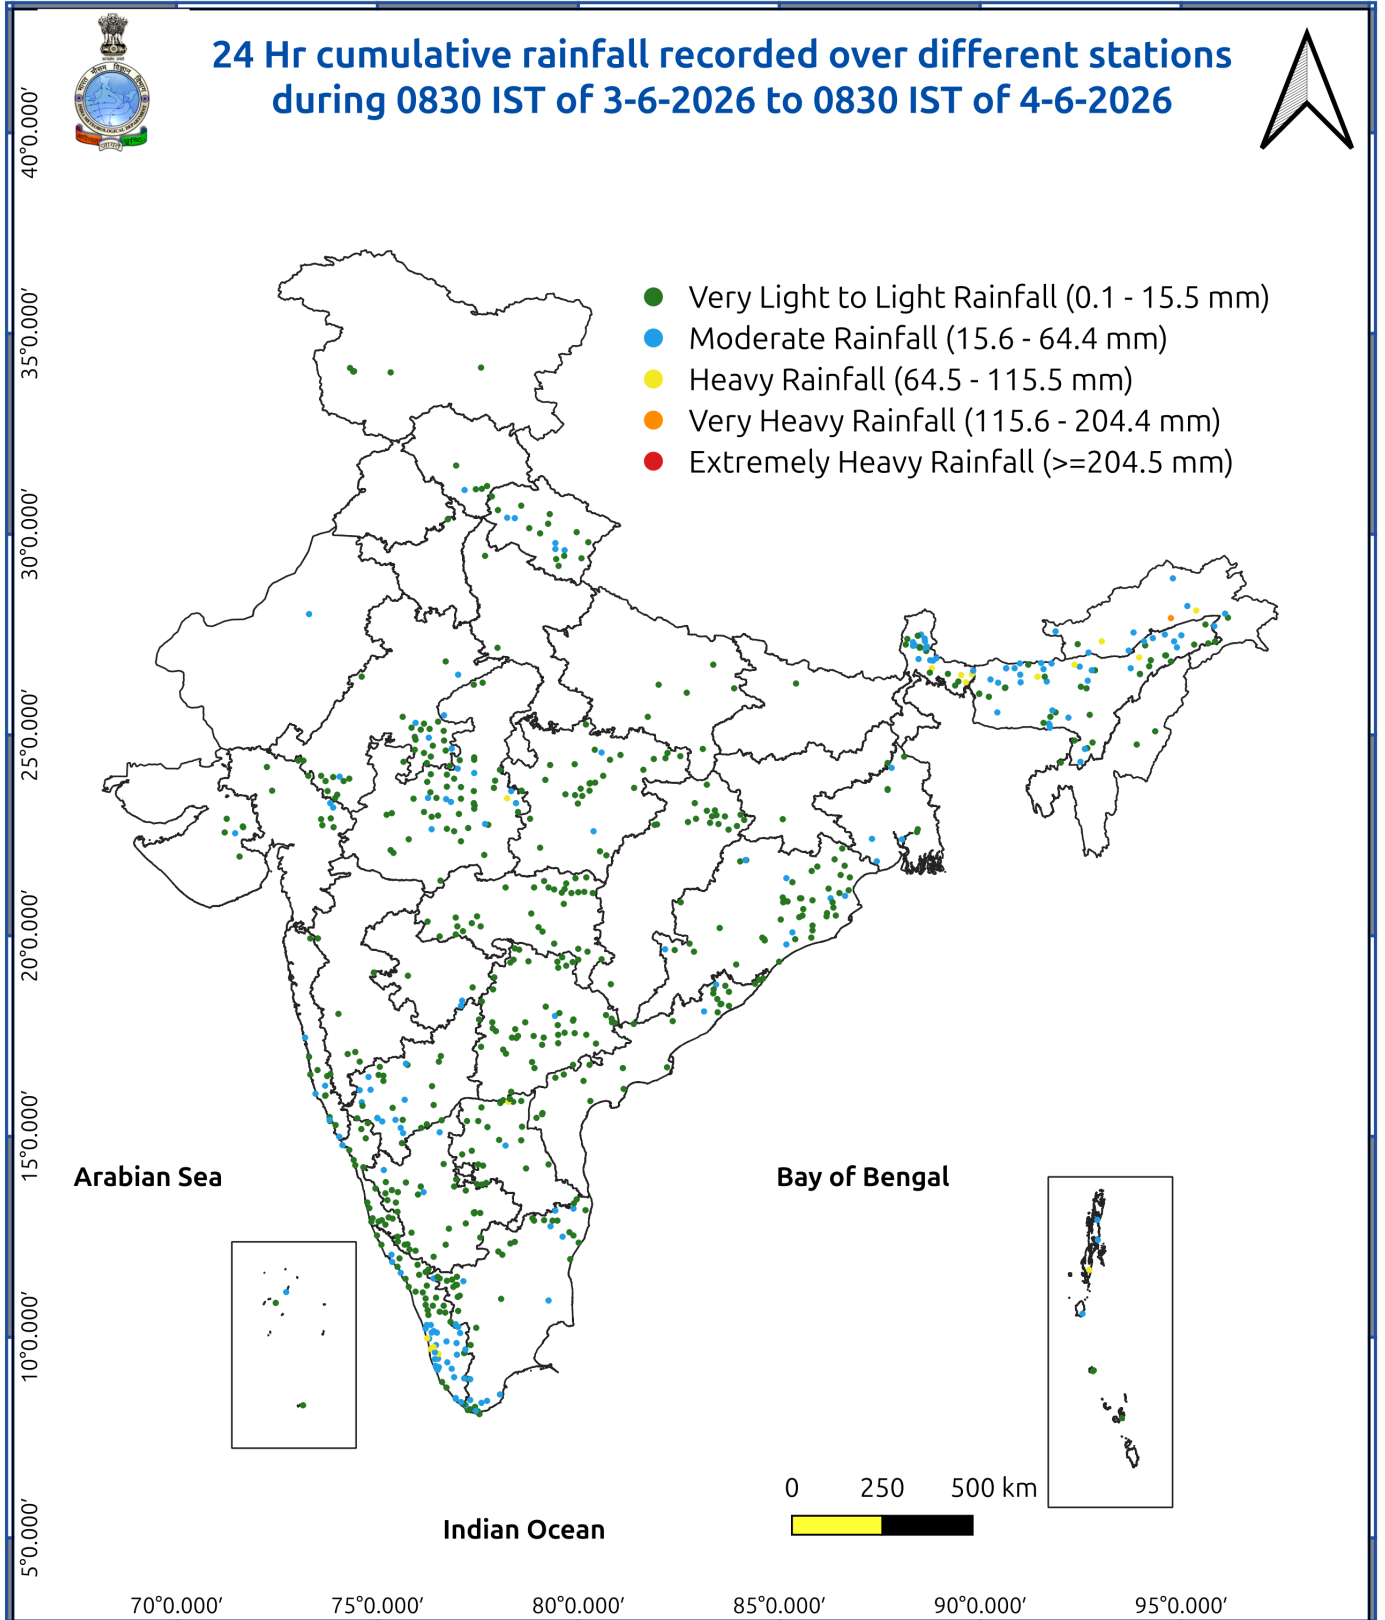 24 Hr cumulative rainfall recorded over different stations
during 0830 IST of 3-6-2026 to 0830 IST of 4-6-2026
Very Light to Light Rainfall (0.1 - 15.5 mm)
Moderate Rainfall (15.6 - 64.4 mm)
Heavy Rainfall (64.5 - 115.5 mm)
Very Heavy Rainfall (115.6 - 204.4 mm)
Extremely Heavy Rainfall (>=204.5 mm)
40°0.000′
35°0.000′
30°0.000′
25°0.000′
20°0.000′
15°0.000′
10°0.000′
5°0.000′
Arabian Sea
Bay of Bengal
Indian Ocean
0 250 500 km
70°0.000′ 75°0.000′ 80°0.000′ 85°0.000′ 90°0.000′ 95°0.000′